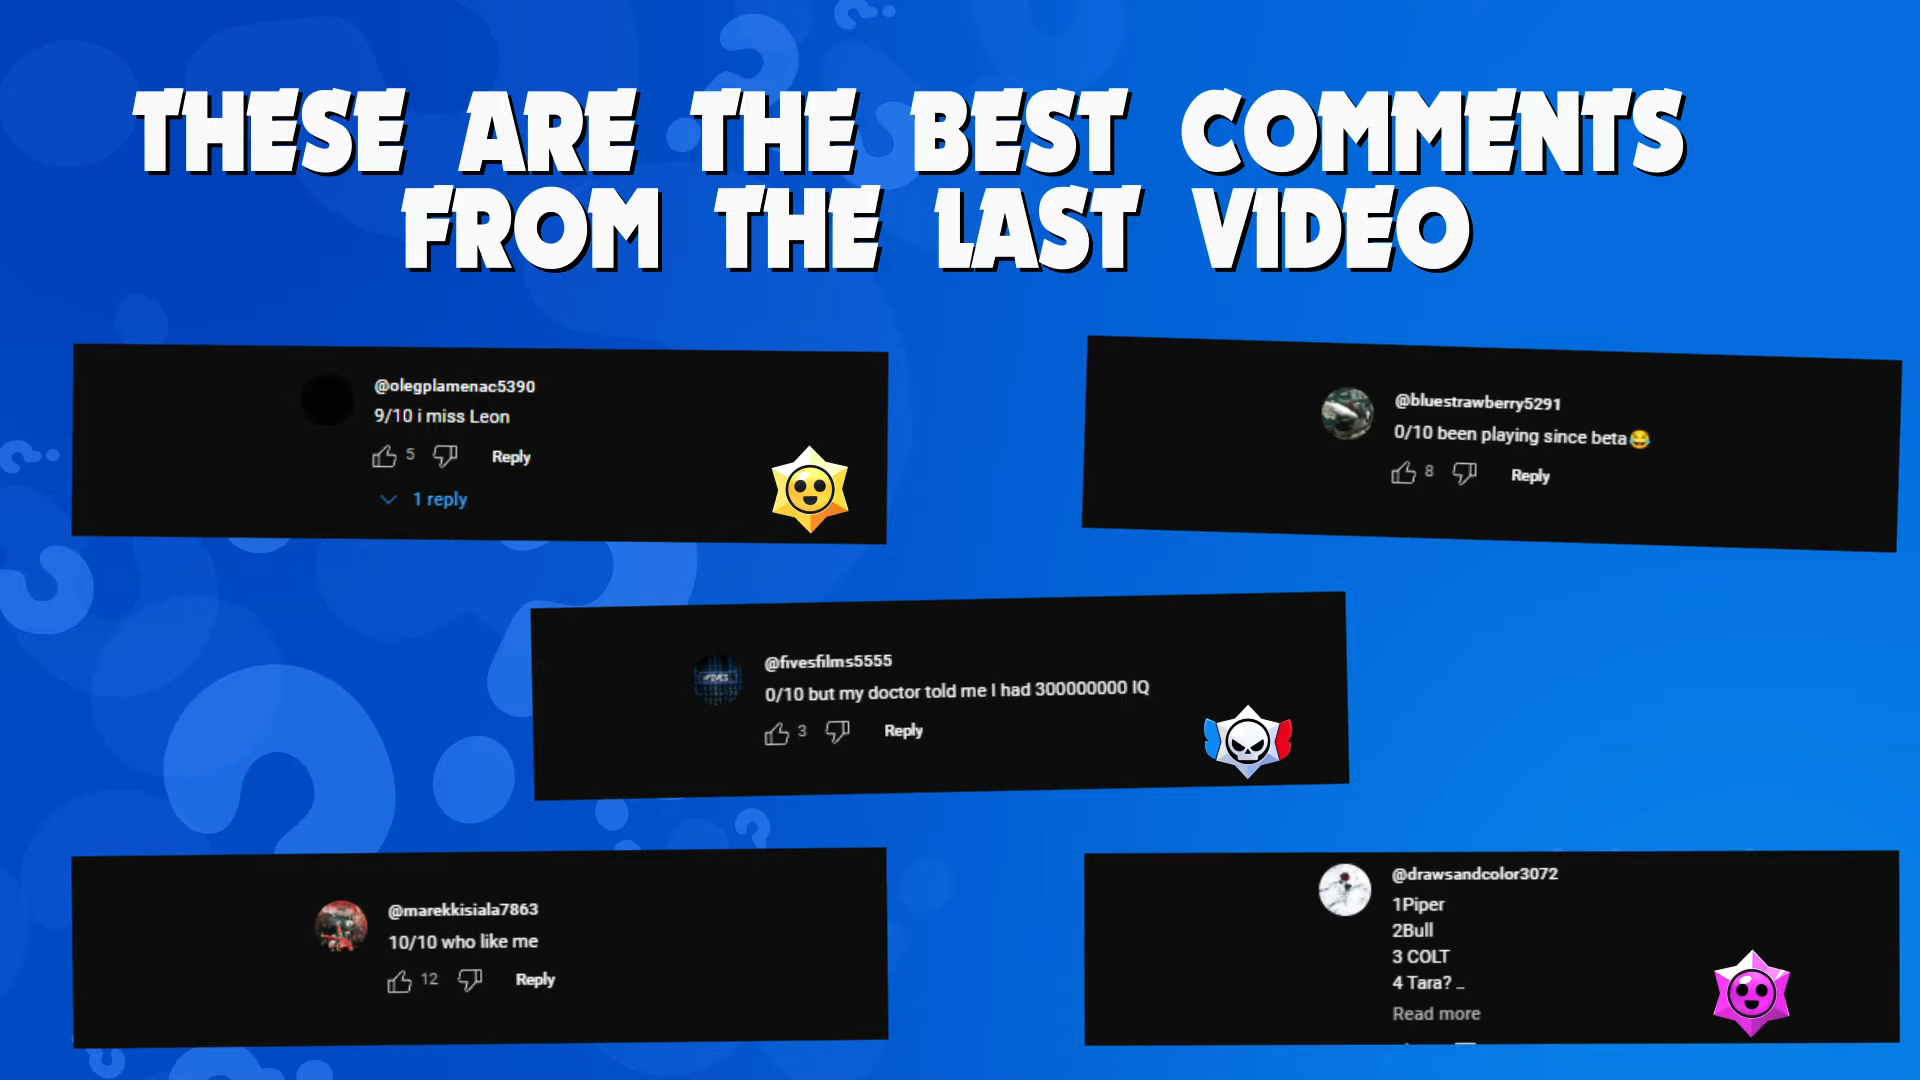 THESE ARE THE BEST COMMENTS
FROM THE LAST VIDEO
@olegplamenac5390
9/10 i miss Leon
5 Reply
1 reply
@bluestrawberry5291
0/10 been playing since beta😂
8 Reply
@fivesfilms5555
0/10 but my doctor told me I had 300000000 IQ
3 Reply
@marekkisiala7863
10/10 who like me
12 Reply
@drawsandcolor3072
1Piper
2Bull
3 COLT
4 Tara? ...
Read more